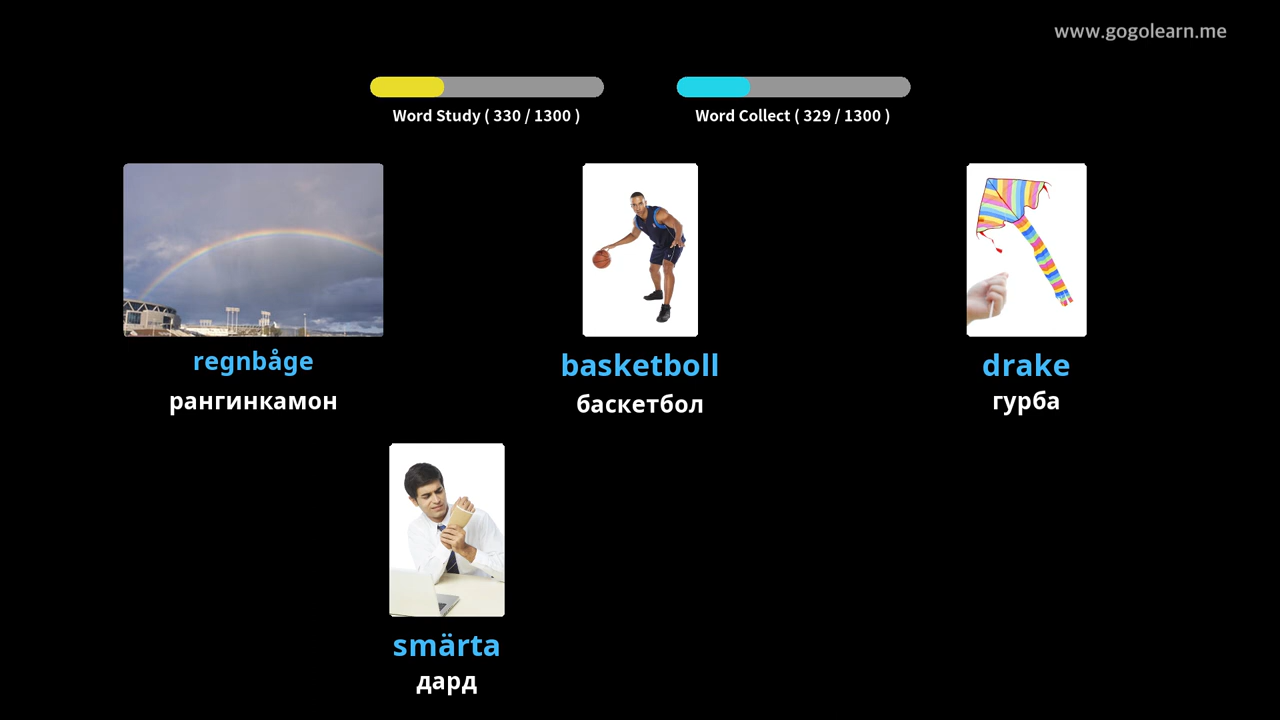 www.gogolearn.me
Word Study ( 330 / 1300 )
Word Collect ( 329 / 1300 )
regnbåge
рангинкамон
basketboll
баскетбол
drake
гурба
smärta
дард